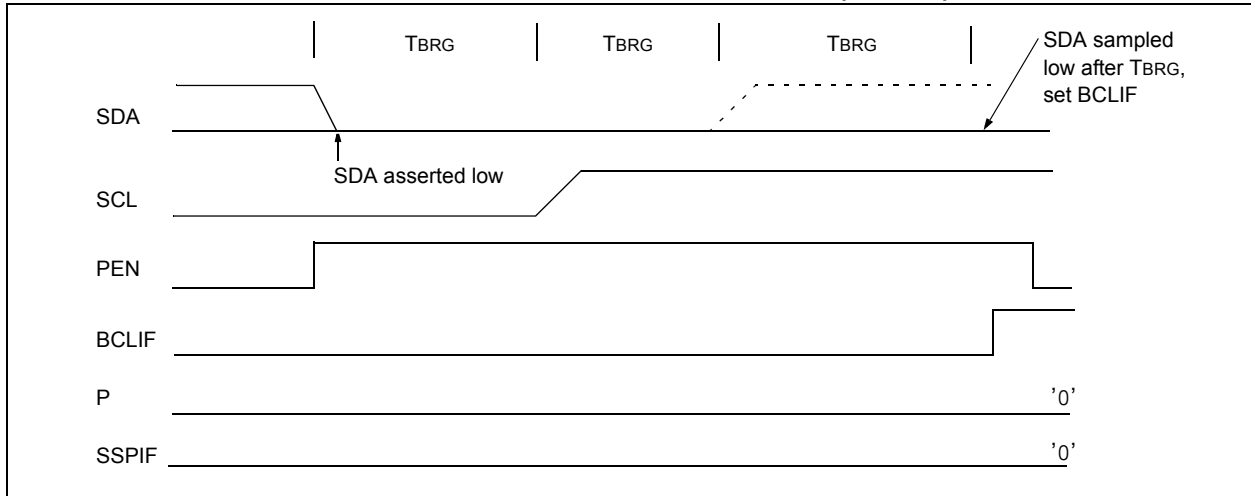 TBRG TBRG TBRG
SDA sampled
low after TBRG,
set BCLIF
SDA
SDA asserted low
SCL
PEN
BCLIF
P '0'
SSPIF '0'